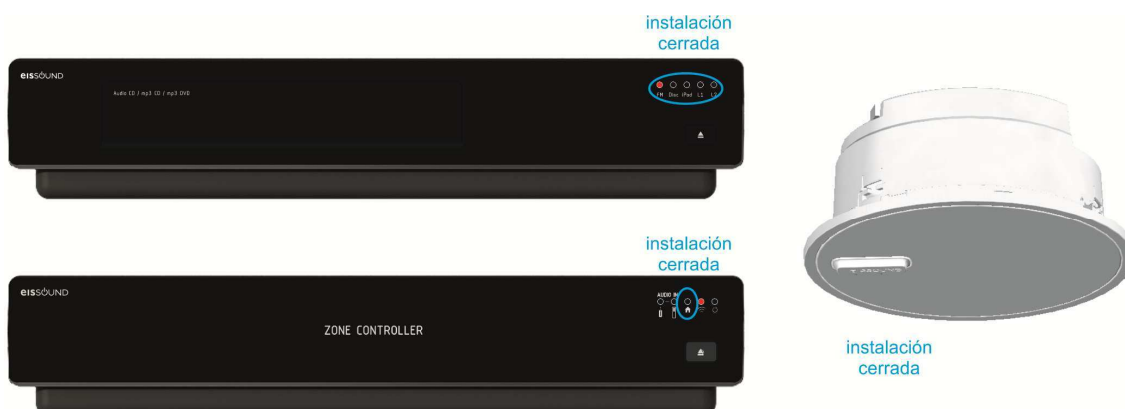 instalación
cerrada
eissound
Audio CD / mp3 CD / mp3 DVD
FM Disc iPod L1 L2
instalación
cerrada
eissound
AUDIO IN
ZONE CONTROLLER
instalación
cerrada